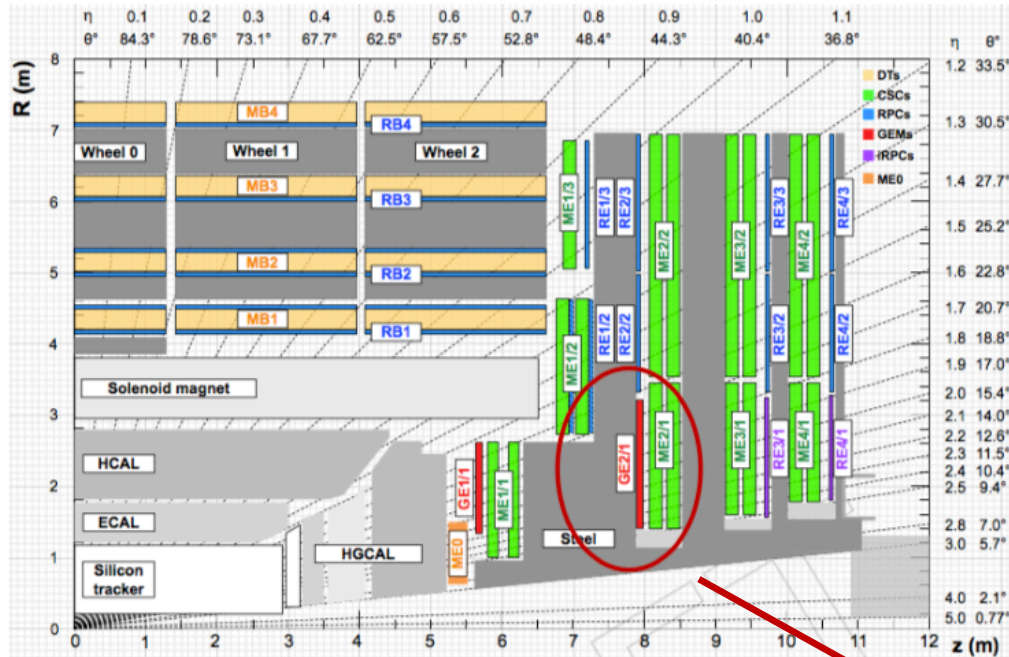 η 0.1 0.2 0.3 0.4 0.5 0.6 0.7 0.8 0.9 1.0 1.1
θ° 84.3° 78.6° 73.1° 67.7° 62.5° 57.5° 52.8° 48.4° 44.3° 40.4° 36.8° η θ°
R (m)
8
7
6
5
4
3
2
1
0
1.2 33.5°
1.3 30.5°
1.4 27.7°
1.5 25.2°
1.6 22.8°
1.7 20.7°
1.8 18.8°
1.9 17.0°
2.0 15.4°
2.1 14.0°
2.2 12.6°
2.3 11.5°
2.4 10.4°
2.5 9.4°
2.8 7.0°
3.0 5.7°
4.0 2.1°
5.0 0.77°
DTs
CSCs
RPCs
GEMs
iRPCs
ME0
MB4
RB4
Wheel 0 Wheel 1 Wheel 2
MB3
RB3
MB2
RB2
MB1
RB1
ME1/3
RE1/3
RE2/3
ME2/2
ME3/2
RE3/3
ME4/2
RE4/3
ME1/2
RE1/2
RE2/2
RE3/2
RE4/2
Solenoid magnet
HCAL
ECAL
Silicon
tracker
HGCAL
ME0
GE1/1
ME1/1
Steel
GE2/1
ME2/1
ME3/1
RE3/1
ME4/1
RE4/1
0 1 2 3 4 5 6 7 8 9 10 11 12
z (m)